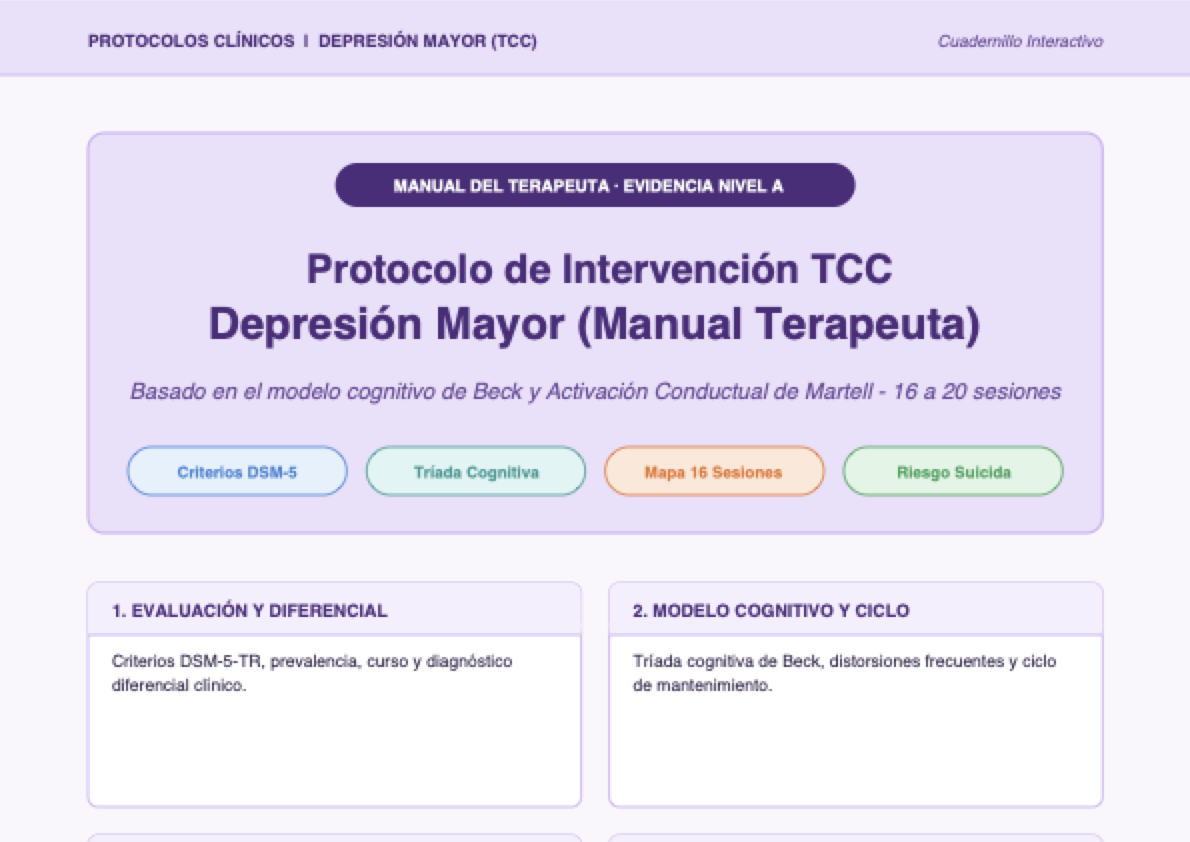 PROTOCOLOS CLÍNICOS | DEPRESIÓN MAYOR (TCC)
Cuadernillo Interactivo
MANUAL DEL TERAPEUTA · EVIDENCIA NIVEL A
Protocolo de Intervención TCC
Depresión Mayor (Manual Terapeuta)
Basado en el modelo cognitivo de Beck y Activación Conductual de Martell - 16 a 20 sesiones
Criterios DSM-5
Tríada Cognitiva
Mapa 16 Sesiones
Riesgo Suicida
1. EVALUACIÓN Y DIFERENCIAL
Criterios DSM-5-TR, prevalencia, curso y diagnóstico
diferencial clínico.
2. MODELO COGNITIVO Y CICLO
Tríada cognitiva de Beck, distorsiones frecuentes y ciclo
de mantenimiento.